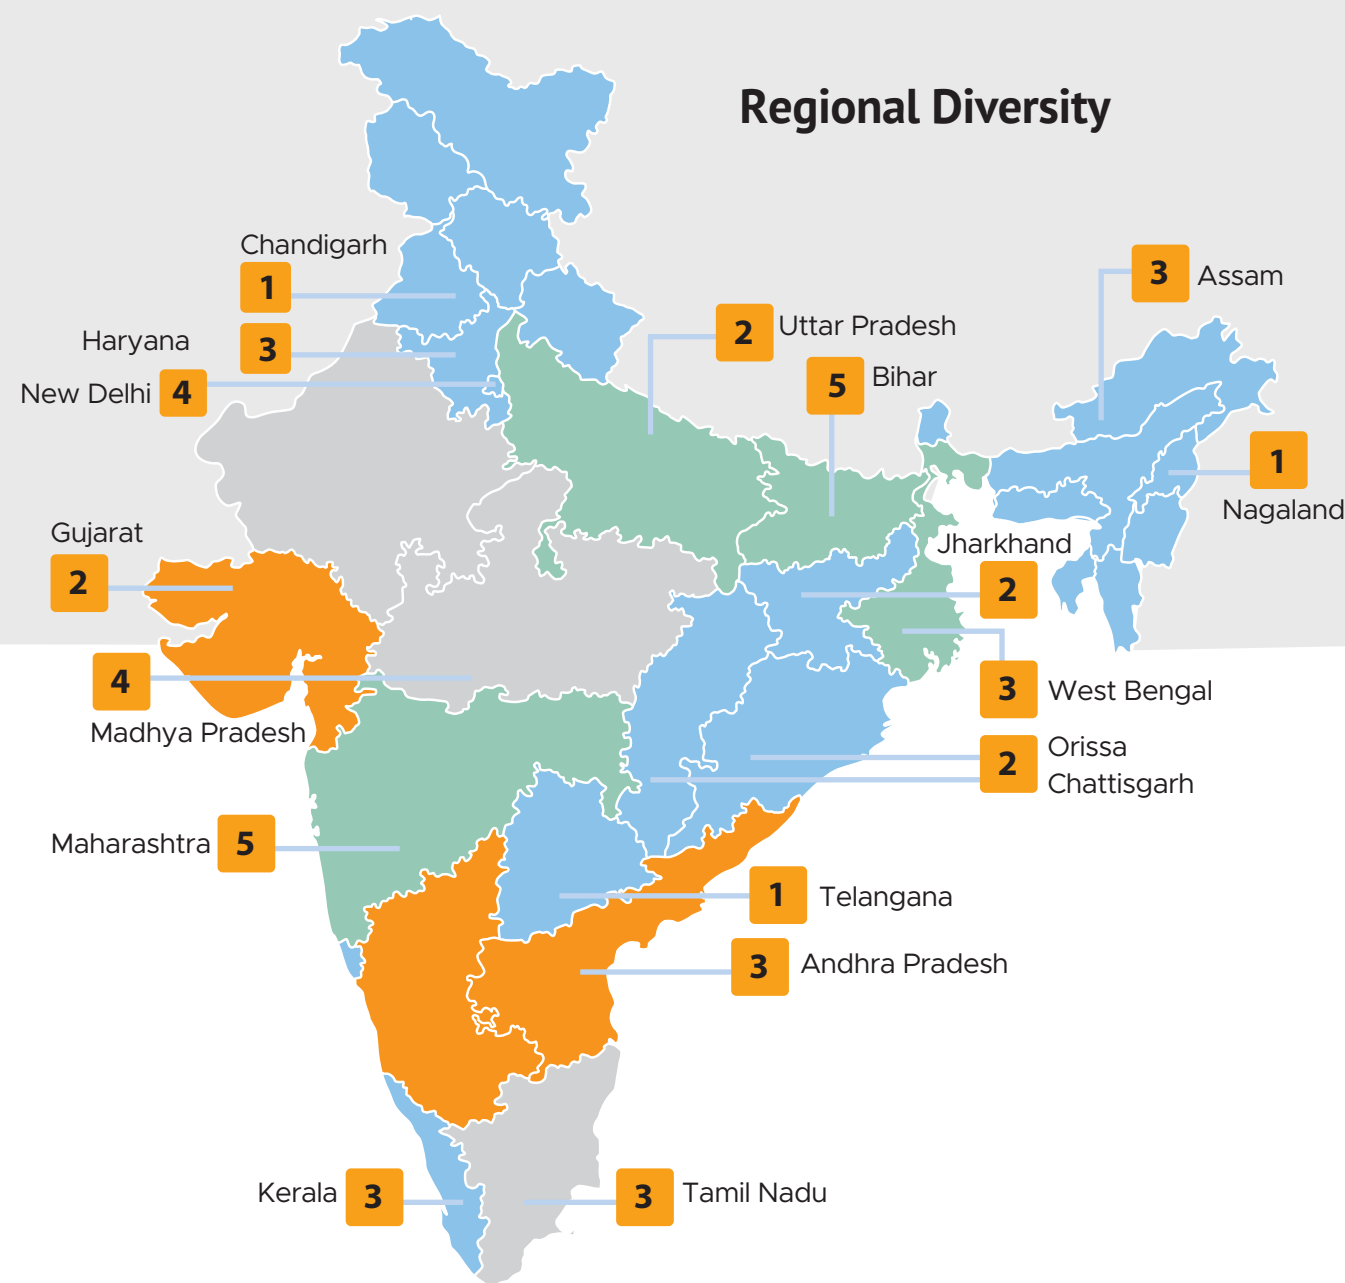 Regional Diversity
Chandigarh
1
Haryana
3
New Delhi 4
2 Uttar Pradesh
5 Bihar
3 Assam
1
Nagaland
Gujarat
2
Jharkhand
2
4
Madhya Pradesh
3 West Bengal
2 Orissa
Chattisgarh
Maharashtra 5
1 Telangana
3 Andhra Pradesh
Kerala 3
3 Tamil Nadu